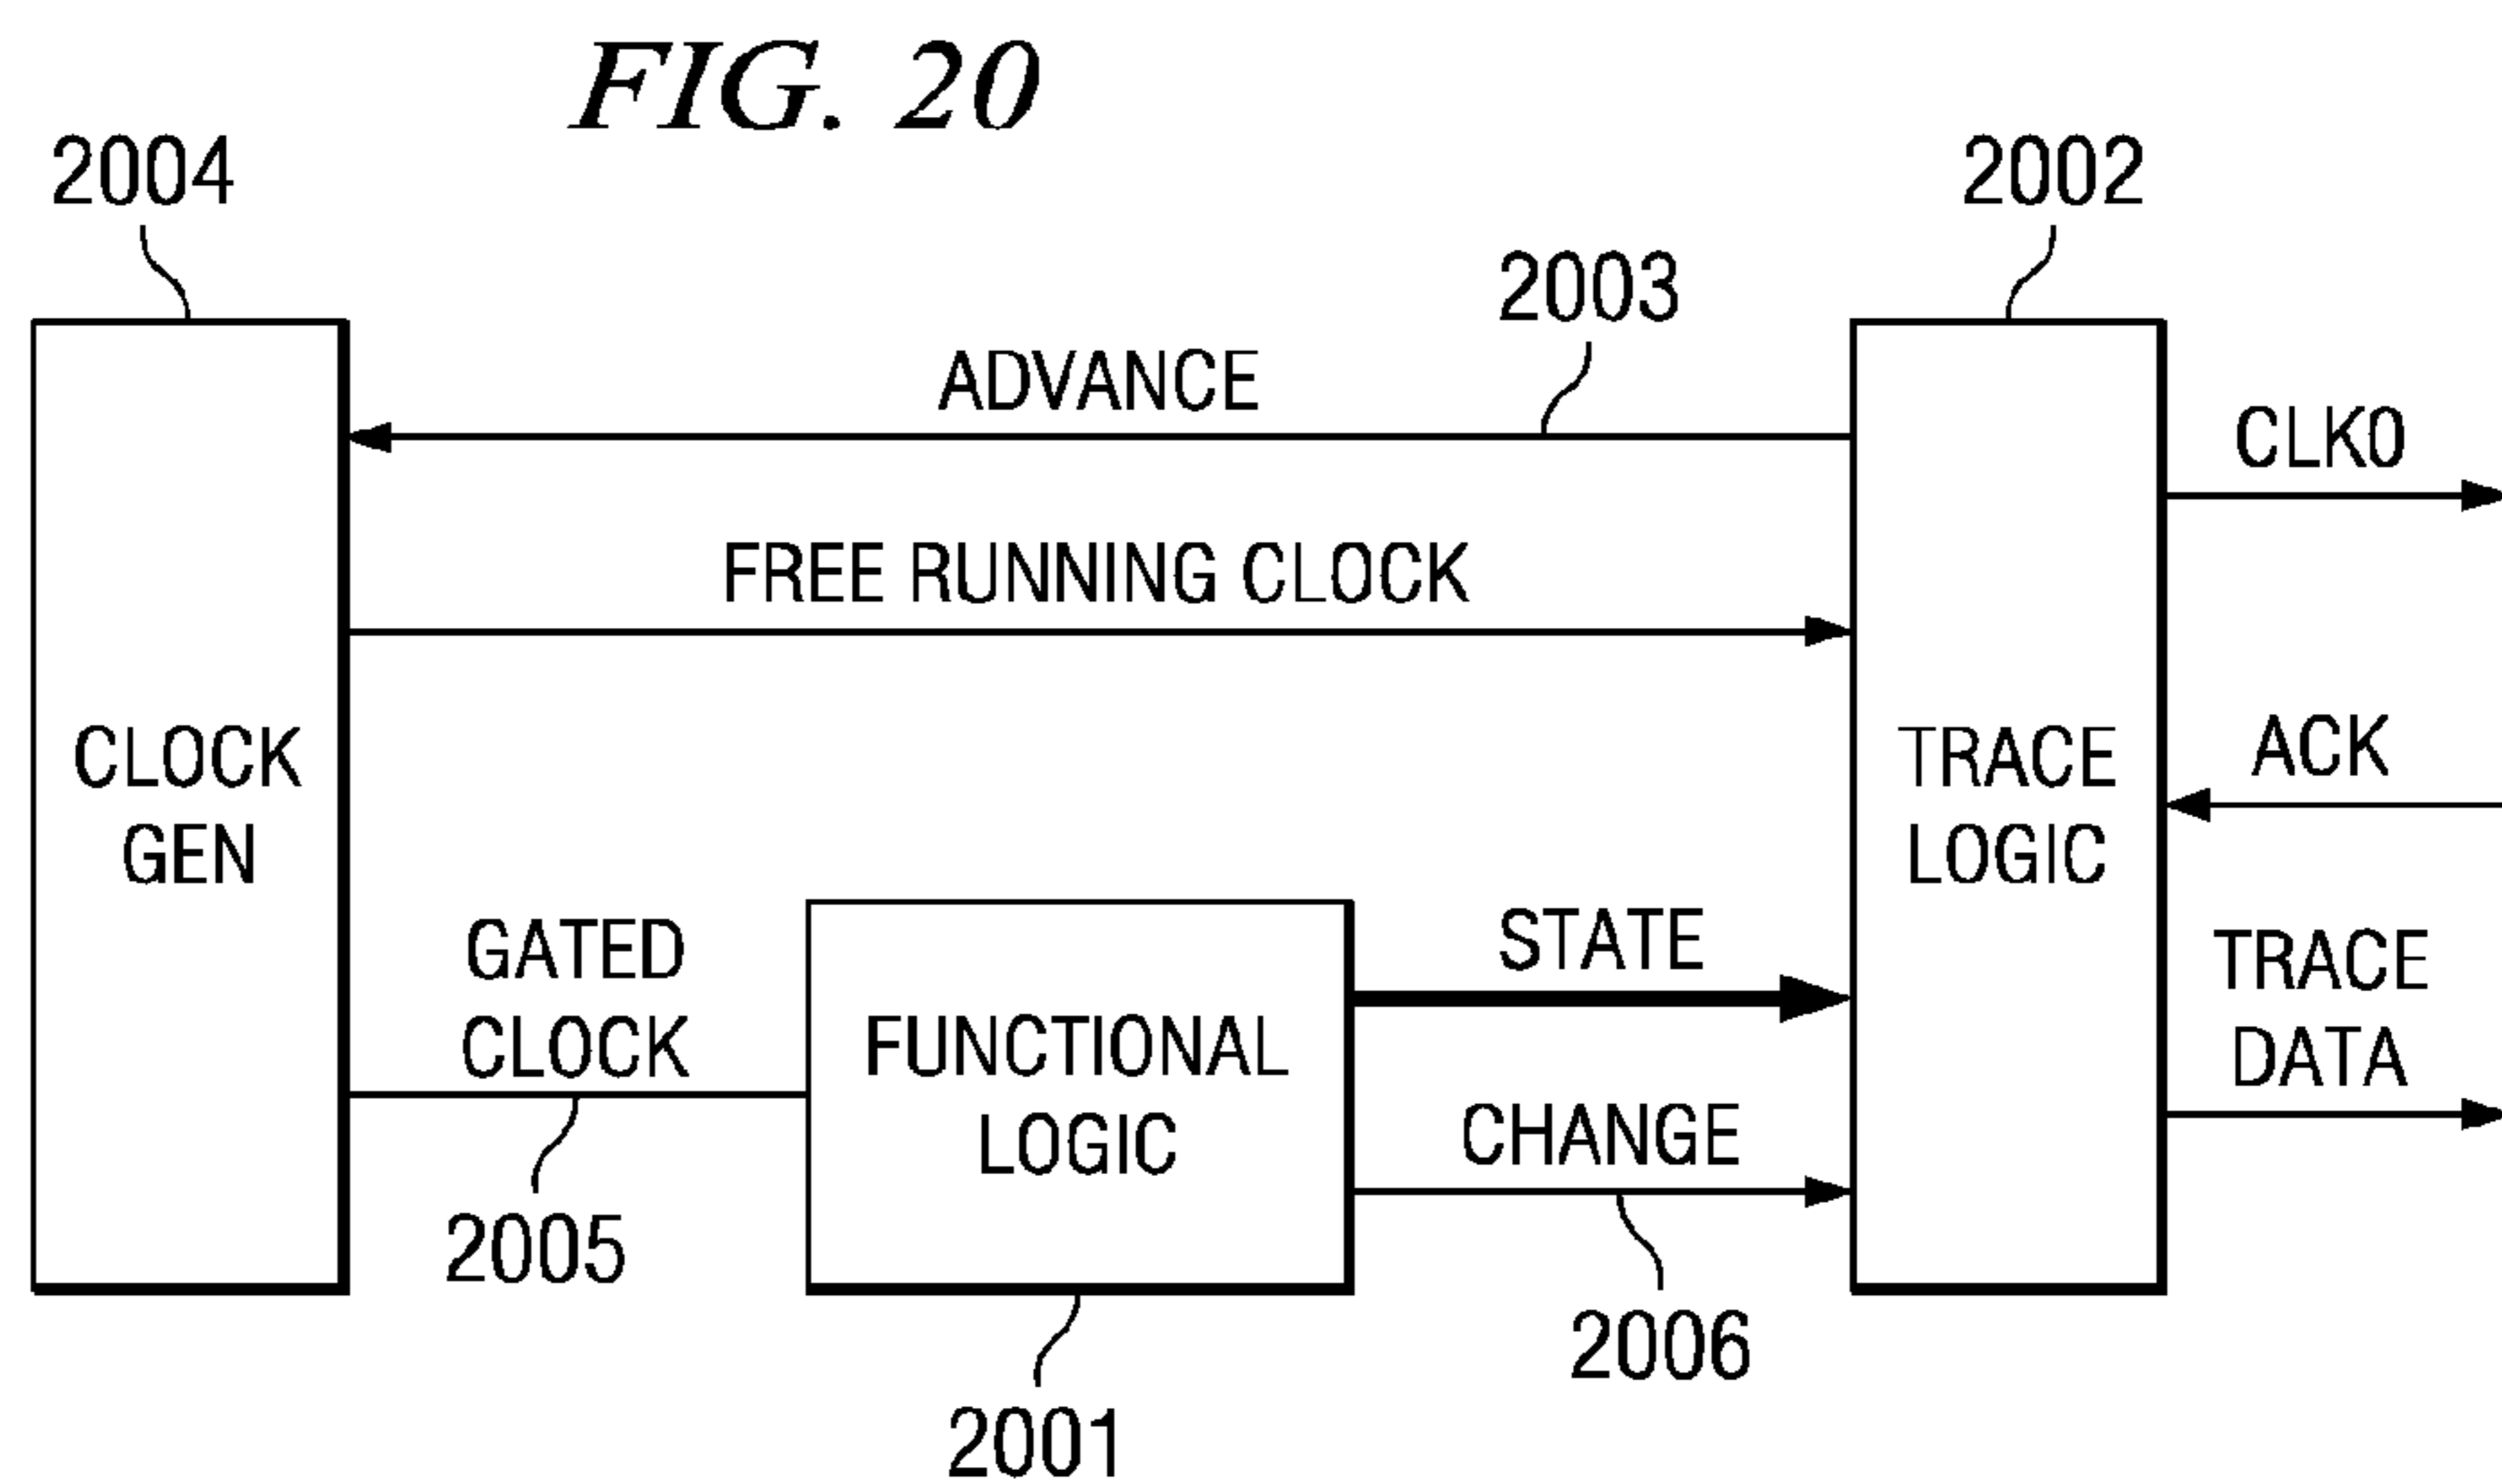 FIG. 20
2004
2002
2003
ADVANCE
CLK0
FREE RUNNING CLOCK
CLOCK
GEN
TRACE
LOGIC
ACK
GATED
CLOCK
FUNCTIONAL
LOGIC
STATE
TRACE
DATA
CHANGE
2005
2006
2001